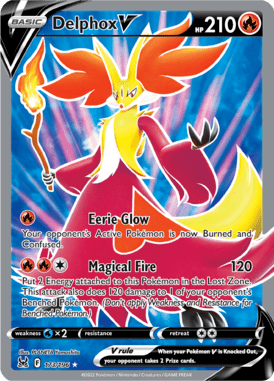 BASIC Delphox V HP 210
Eerie Glow
Your opponent's Active Pokémon is now Burned and
Confused.
Magical Fire 120
Put 2 Energy attached to this Pokémon in the Lost Zone.
This attack also does 120 damage to 1 of your opponent's
Benched Pokémon. (Don't apply Weakness and Resistance for
Benched Pokémon.)
weakness ×2 resistance retreat
V rule
When your Pokémon V is Knocked Out,
your opponent takes 2 Prize cards.
©2022 Pokémon / Nintendo / Creatures / GAME FREAK